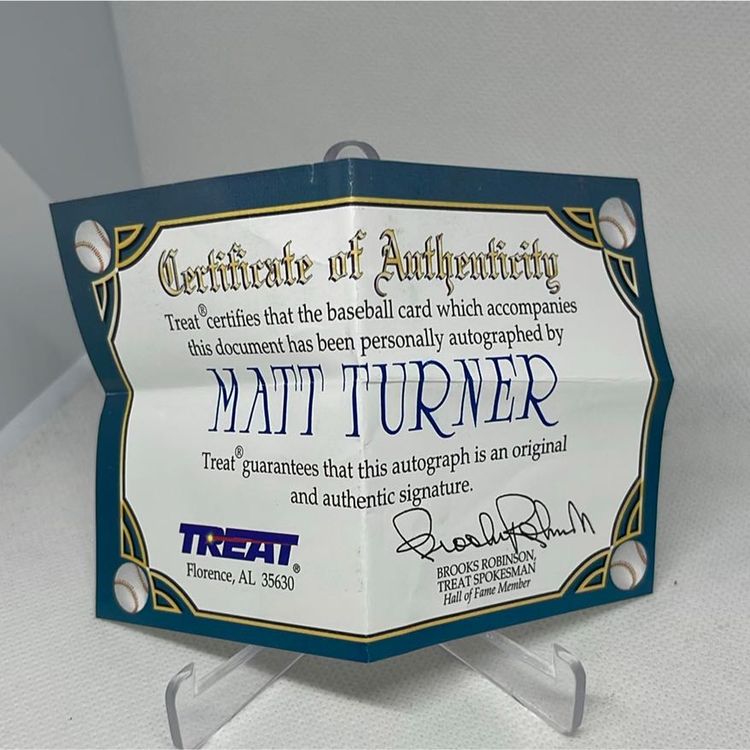 Certificate of Authenticity
Treat® certifies that the baseball card which accompanies
this document has been personally autographed by
MATT TURNER
Treat® guarantees that this autograph is an original
and authentic signature.
TREAT®
Florence, AL 35630
Brooks Robinson
BROOKS ROBINSON,
TREAT SPOKESMAN
Hall of Fame Member